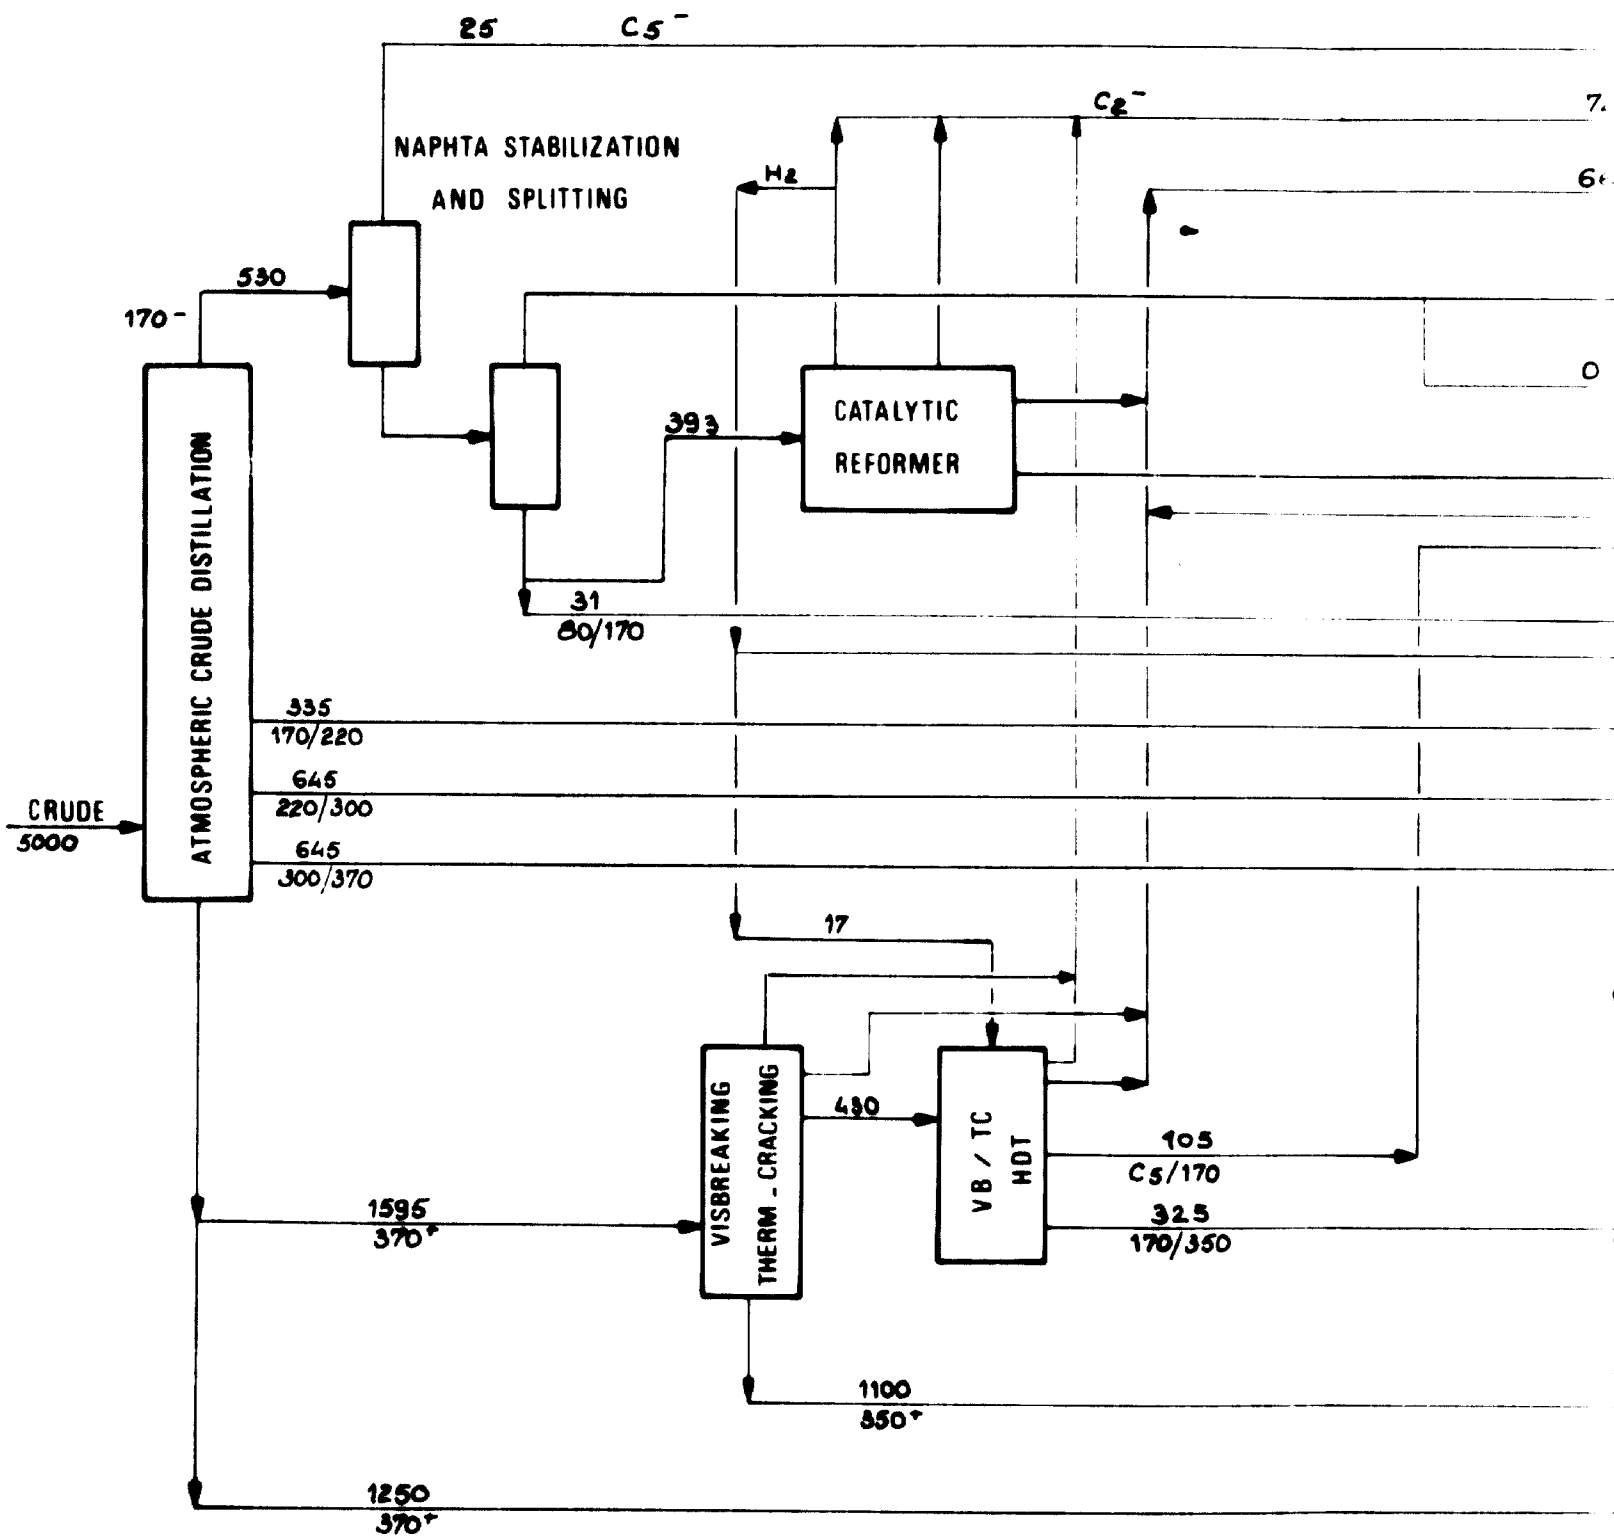 25 C5⁻
C2⁻
NAPHTA STABILIZATION
AND SPLITTING
H2
530
170⁻
0
393
CATALYTIC
REFORMER
ATMOSPHERIC CRUDE DISTILLATION
31
80/170
335
170/220
645
220/300
CRUDE
5000
645
300/370
17
VISBREAKING
THERM_CRACKING
430
VB / TC
HDT
105
C5/170
1595
370⁺
325
170/350
1100
350⁺
1250
370⁺